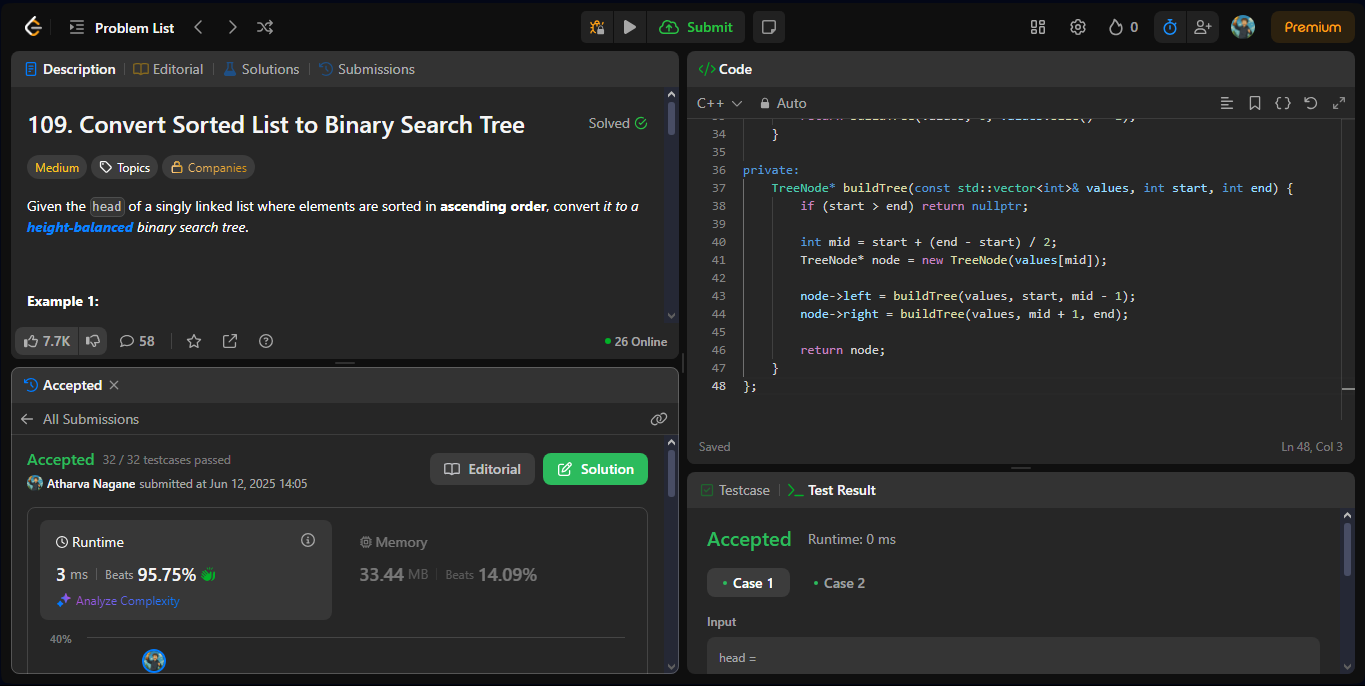 Problem List
Submit
0
Premium
Description
Editorial
Solutions
Submissions
109. Convert Sorted List to Binary Search Tree
Solved
Medium
Topics
Companies
Given the head of a singly linked list where elements are sorted in ascending order, convert it to a
height-balanced binary search tree.
Example 1:
7.7K
58
26 Online
Accepted
All Submissions
Accepted 32 / 32 testcases passed
Atharva Nagane submitted at Jun 12, 2025 14:05
Editorial
Solution
Runtime
3 ms | Beats 95.75%
Analyze Complexity
Memory
33.44 MB | Beats 14.09%
40%
</> Code
C++
Auto
34 }
35
36 private:
37 TreeNode* buildTree(const std::vector<int>& values, int start, int end) {
38 if (start > end) return nullptr;
39
40 int mid = start + (end - start) / 2;
41 TreeNode* node = new TreeNode(values[mid]);
42
43 node->left = buildTree(values, start, mid - 1);
44 node->right = buildTree(values, mid + 1, end);
45
46 return node;
47 }
48 };
Saved
Ln 48, Col 3
Testcase
Test Result
Accepted Runtime: 0 ms
• Case 1
• Case 2
Input
head =